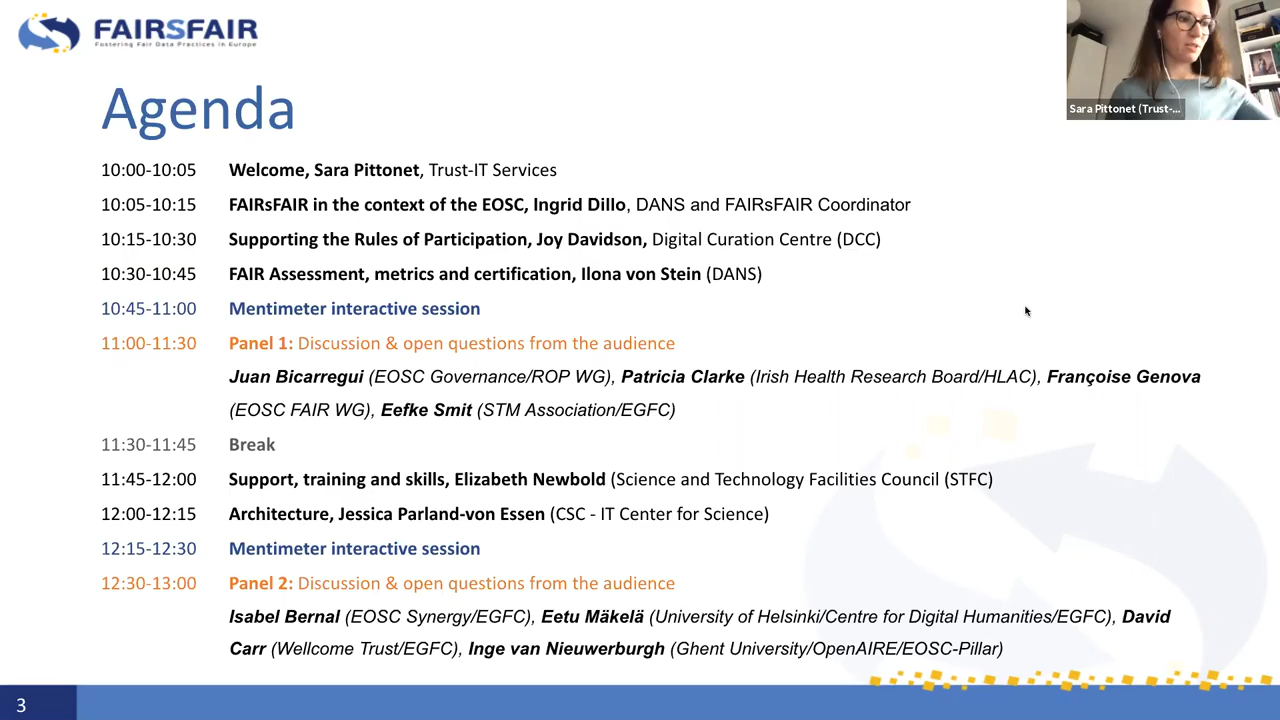 FAIRSFAIR
Fostering Fair Data Practices in Europe
Sara Pittonet (Trust-...
Agenda
10:00-10:05 Welcome, Sara Pittonet, Trust-IT Services
10:05-10:15 FAIRsFAIR in the context of the EOSC, Ingrid Dillo, DANS and FAIRsFAIR Coordinator
10:15-10:30 Supporting the Rules of Participation, Joy Davidson, Digital Curation Centre (DCC)
10:30-10:45 FAIR Assessment, metrics and certification, Ilona von Stein (DANS)
10:45-11:00 Mentimeter interactive session
11:00-11:30 Panel 1: Discussion & open questions from the audience
Juan Bicarregui (EOSC Governance/ROP WG), Patricia Clarke (Irish Health Research Board/HLAC), Françoise Genova
(EOSC FAIR WG), Eefke Smit (STM Association/EGFC)
11:30-11:45 Break
11:45-12:00 Support, training and skills, Elizabeth Newbold (Science and Technology Facilities Council (STFC)
12:00-12:15 Architecture, Jessica Parland-von Essen (CSC - IT Center for Science)
12:15-12:30 Mentimeter interactive session
12:30-13:00 Panel 2: Discussion & open questions from the audience
Isabel Bernal (EOSC Synergy/EGFC), Eetu Mäkelä (University of Helsinki/Centre for Digital Humanities/EGFC), David
Carr (Wellcome Trust/EGFC), Inge van Nieuwerburgh (Ghent University/OpenAIRE/EOSC-Pillar)
3